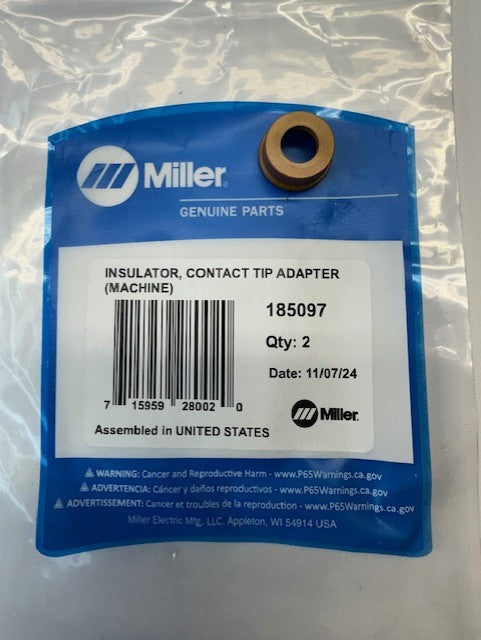 Miller®
GENUINE PARTS
INSULATOR, CONTACT TIP ADAPTER
(MACHINE)
185097
Qty: 2
Date: 11/07/24
7 15959 28002 0
Miller
Assembled in UNITED STATES
WARNING: Cancer and Reproductive Harm - www.P65Warnings.ca.gov
ADVERTENCIA: Cáncer y daños reproductivos - www.P65Warnings.ca.gov
ADVERTISSEMENT: Cancer et troubles de la reproduction - www.P65Warnings.ca.gov
Miller Electric Mfg, LLC. Appleton, WI 54914 USA